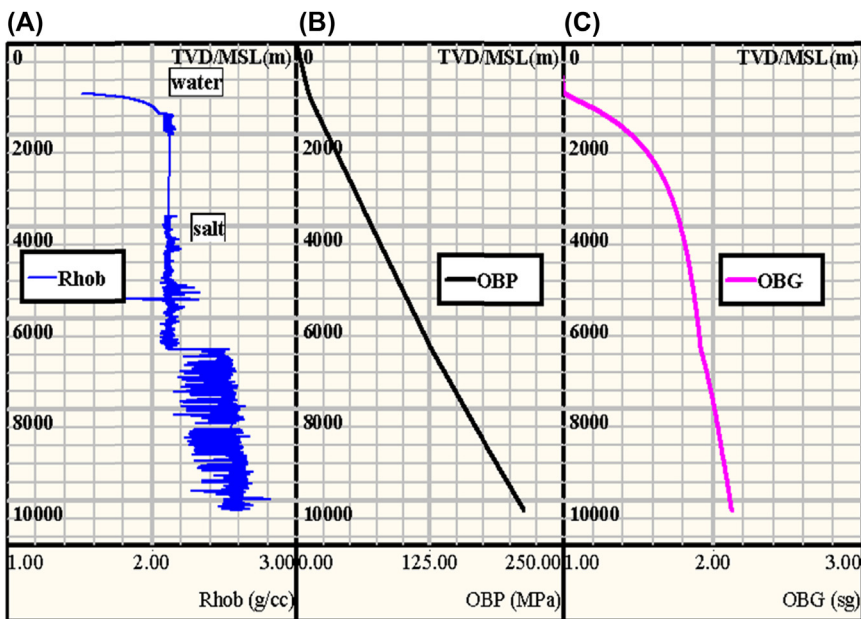 (A)
(B)
(C)
TVD/MSL(m)
0
water
2000
salt
4000
Rhob
6000
8000
10000
1.00 2.00 3.00
Rhob (g/cc)
TVD/MSL(m)
0
2000
4000
OBP
6000
8000
10000
0.00 125.00 250.00
OBP (MPa)
TVD/MSL(m)
0
2000
4000
OBG
6000
8000
10000
1.00 2.00 3.00
OBG (sg)